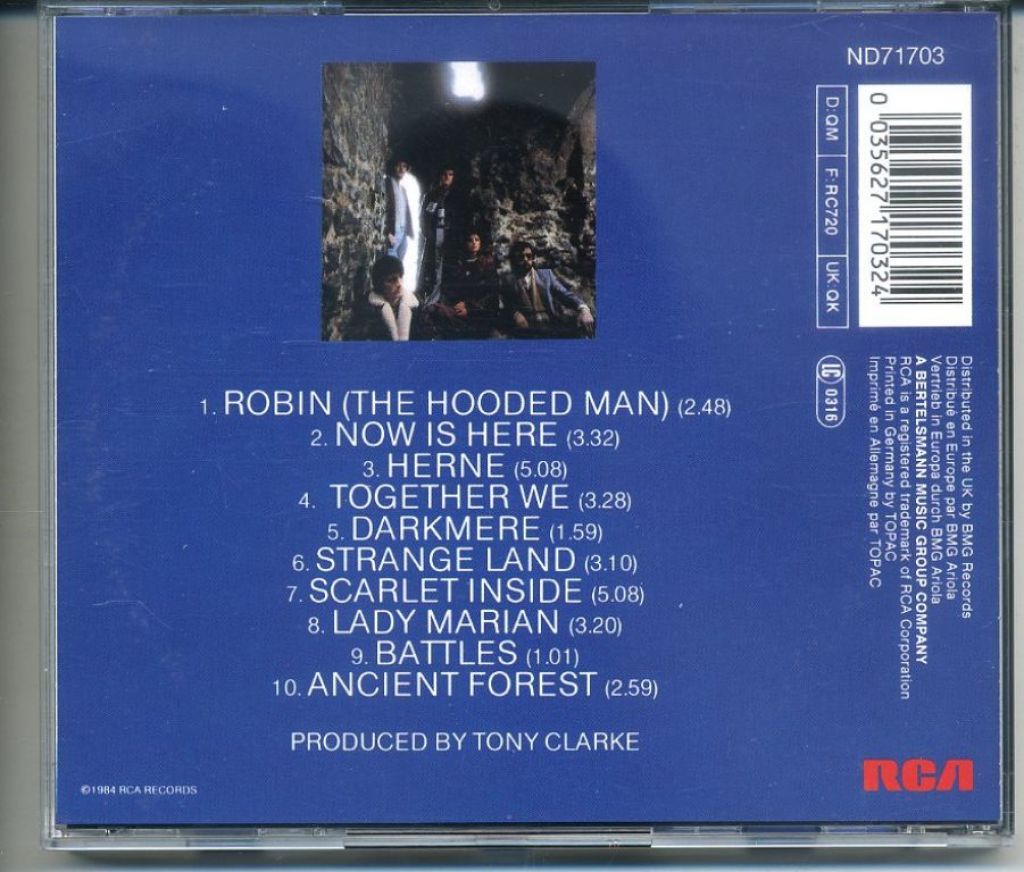 ND71703
D:QM
F:RC720
UK:QK
0 035627 170324
LC 0316
Distributed in the UK by BMG Records
Distribué en Europe par BMG Ariola
Vertrieb in Europa durch BMG Ariola
A BERTELSMANN MUSIC GROUP COMPANY
RCA is a registered trademark of RCA Corporation
Printed in Germany by TOPAC
Imprimé en Allemagne par TOPAC
1. ROBIN (THE HOODED MAN) (2.48)
2. NOW IS HERE (3.32)
3. HERNE (5.08)
4. TOGETHER WE (3.28)
5. DARKMERE (1.59)
6. STRANGE LAND (3.10)
7. SCARLET INSIDE (5.08)
8. LADY MARIAN (3.20)
9. BATTLES (1.01)
10. ANCIENT FOREST (2.59)
PRODUCED BY TONY CLARKE
©1984 RCA RECORDS
RCA